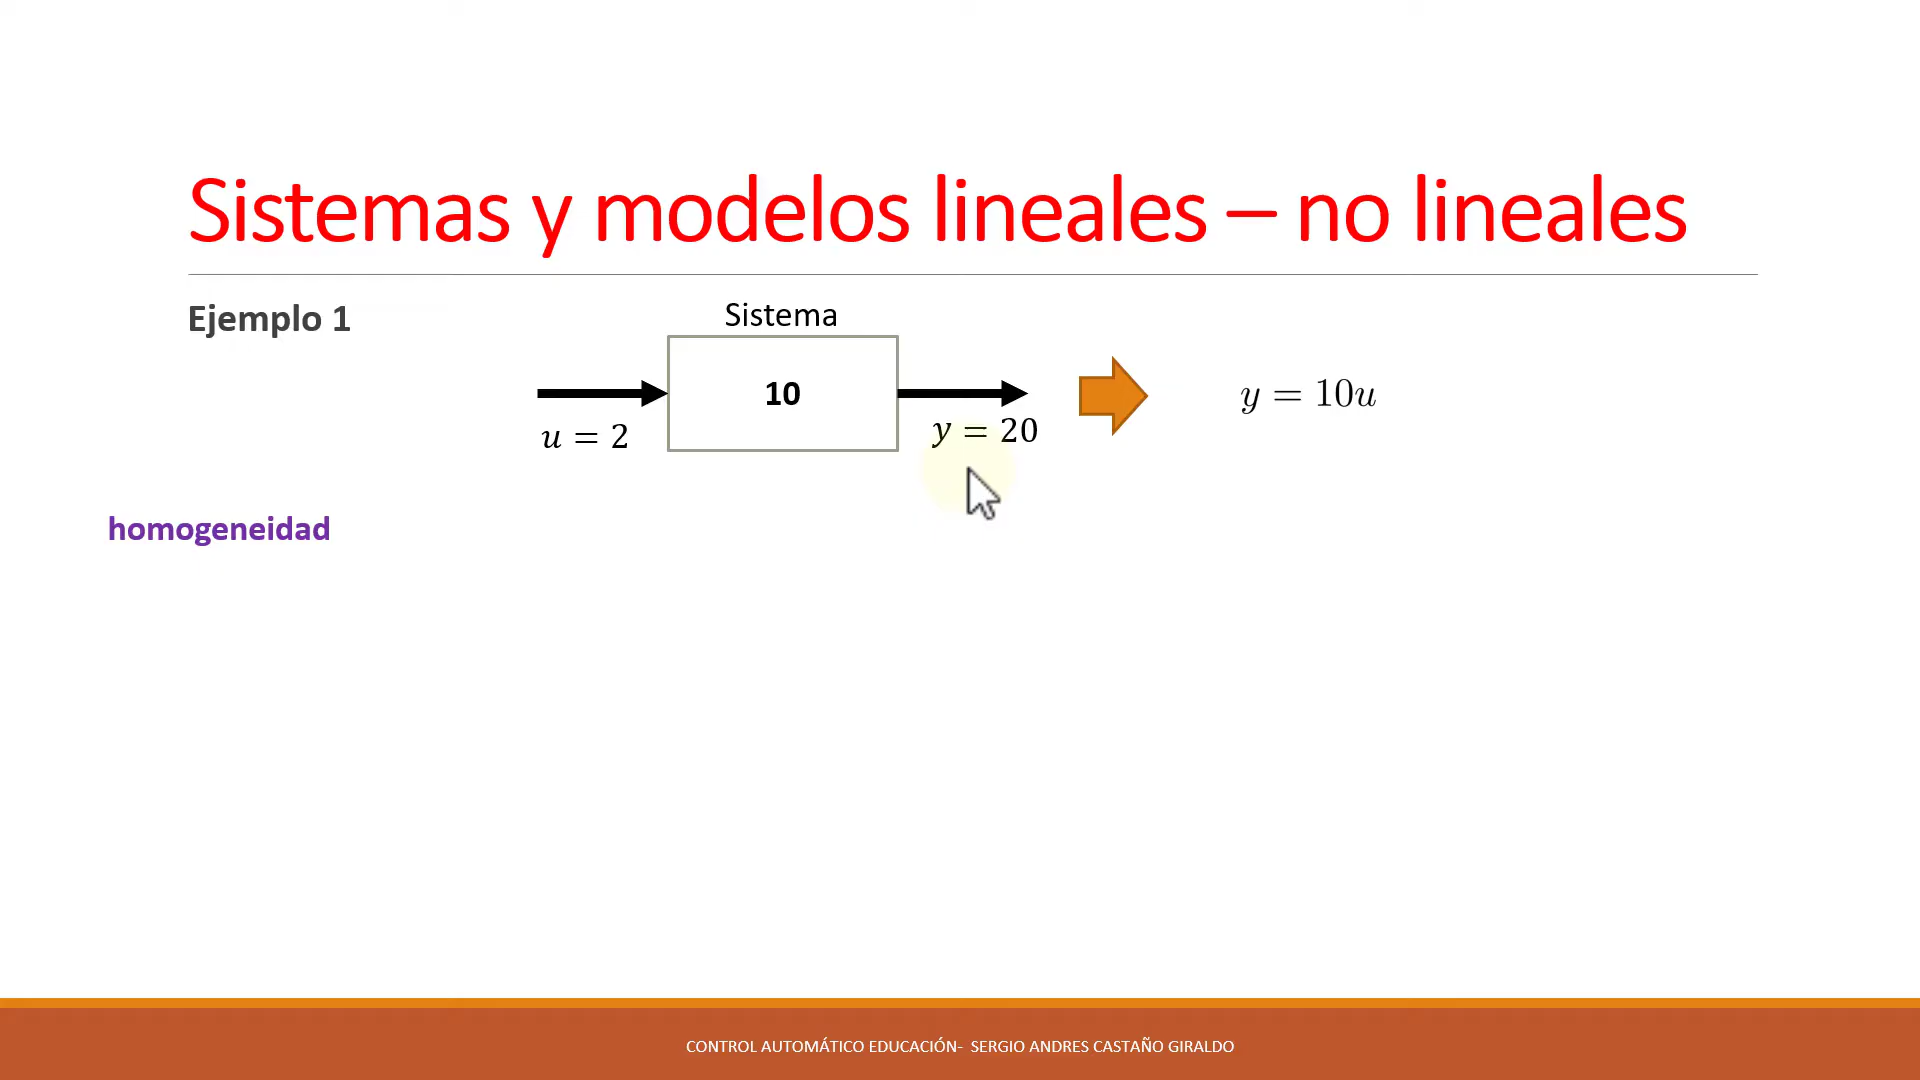 Sistemas y modelos lineales – no lineales
Ejemplo 1
Sistema
10
u = 2
y = 20
y = 10u
homogeneidad
CONTROL AUTOMÁTICO EDUCACIÓN- SERGIO ANDRES CASTAÑO GIRALDO